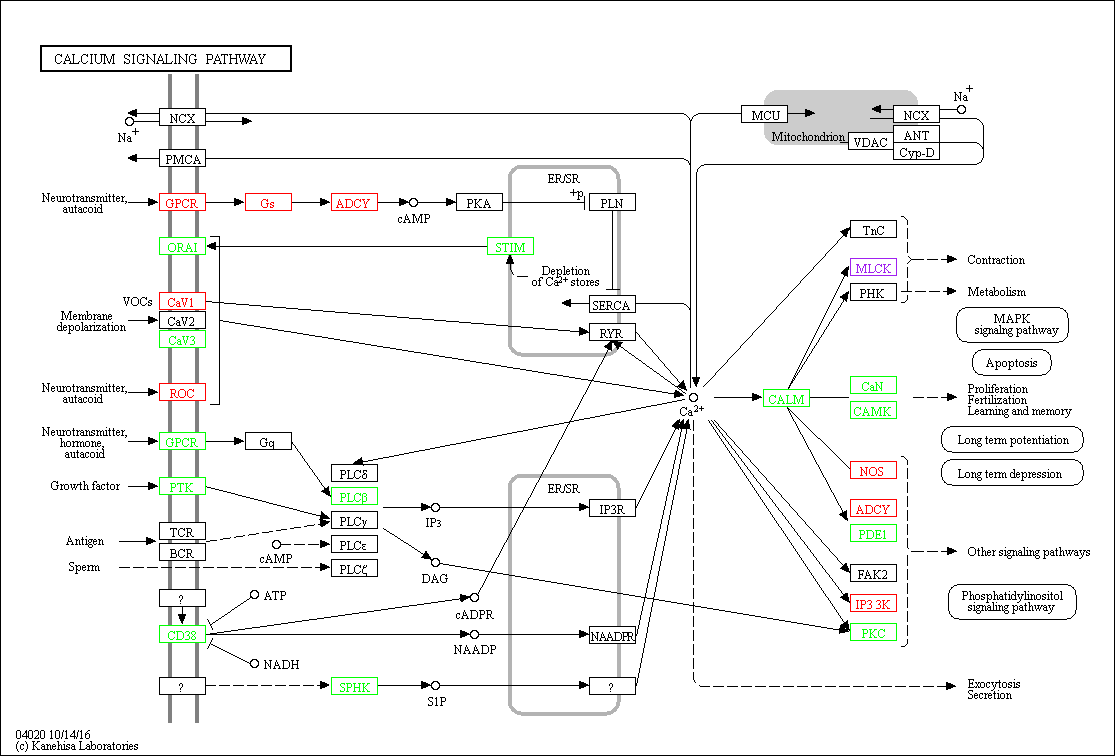 CALCIUM SIGNALING PATHWAY
NCX
Na+
MCU
Mitochondrion
NCX
Na+
VDAC
ANT
Cyp-D
PMCA
Neurotransmitter,
autacoid
GPCR
Gs
ADCY
cAMP
PKA
ER/SR
+p
PLN
ORAI
STIM
Depletion
of Ca2+ stores
SERCA
RYR
VOCs
CaV1
Membrane
depolarization
CaV2
CaV3
Neurotransmitter,
autacoid
ROC
Neurotransmitter,
hormone,
autacoid
GPCR
Gq
Growth factor
PTK
PLCδ
PLCβ
PLCγ
PLCε
PLCζ
Antigen
TCR
BCR
cAMP
Sperm
IP3
DAG
ER/SR
IP3R
?
ATP
cADPR
CD38
NAADP
NAADPR
NADH
?
SPHK
S1P
?
Ca2+
CALM
TnC
MLCK
PHK
Contraction
Metabolism
MAPK
signalng pathway
Apoptosis
CaN
CAMK
Proliferation
Fertilization
Learning and memory
Long term potentiation
Long term depression
NOS
ADCY
PDE1
FAK2
IP3 3K
PKC
Other signaling pathways
Phosphatidylinositol
signaling pathway
Exocytosis
Secretion
04020 10/14/16
(c) Kanehisa Laboratories